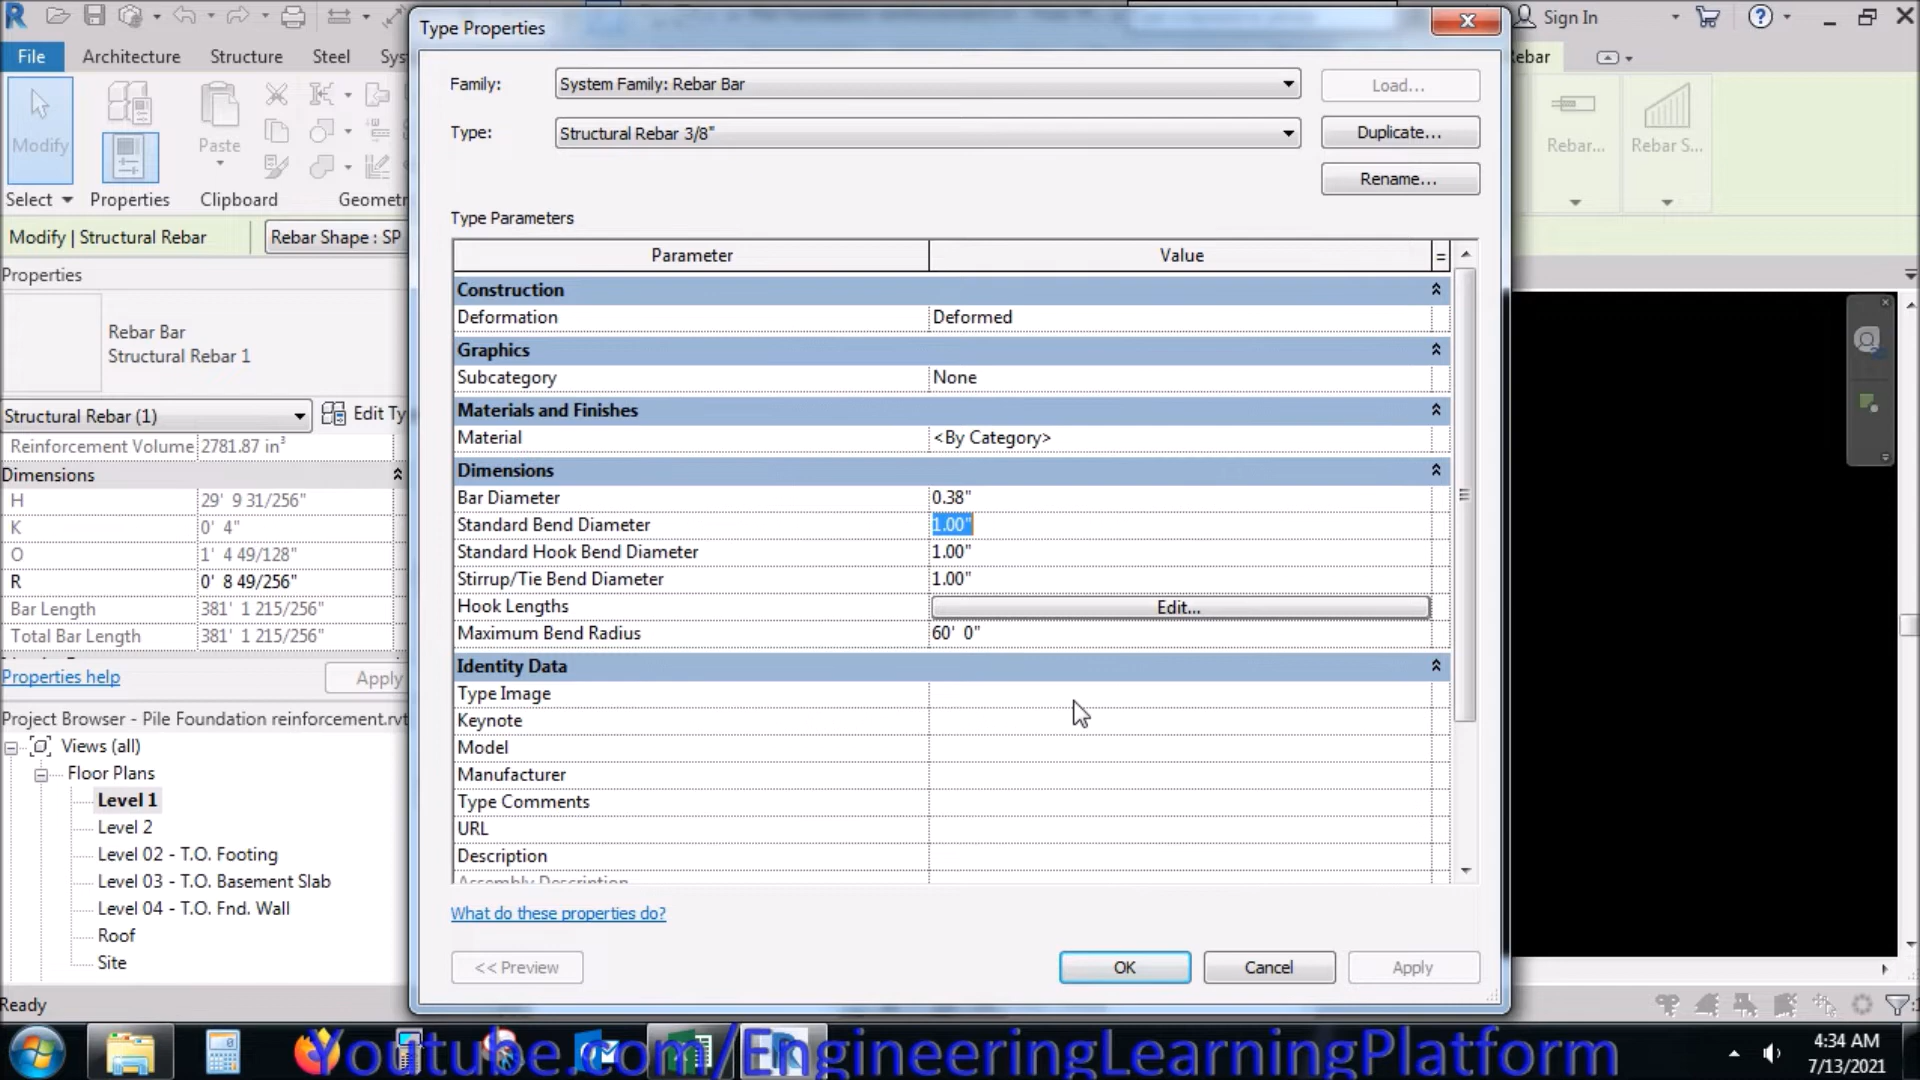 Type Properties
Sign In
File
Architecture
Structure
Steel
Sys
ebar
Modify
Paste
Rebar...
Rebar S...
Select
Properties
Clipboard
Geometr
Modify | Structural Rebar
Rebar Shape : SP
Family:
System Family: Rebar Bar
Load...
Type:
Structural Rebar 3/8"
Duplicate...
Rename...
Type Parameters
Parameter
Value
=
Construction
Deformation
Deformed
Graphics
Subcategory
None
Materials and Finishes
Material
<By Category>
Dimensions
Bar Diameter
0.38"
Standard Bend Diameter
1.00"
Standard Hook Bend Diameter
1.00"
Stirrup/Tie Bend Diameter
1.00"
Hook Lengths
Edit...
Maximum Bend Radius
60' 0"
Identity Data
Type Image
Keynote
Model
Manufacturer
Type Comments
URL
Description
Assembly Description
What do these properties do?
<< Preview
OK
Cancel
Apply
Properties
Rebar Bar
Structural Rebar 1
Structural Rebar (1)
Edit Ty
Reinforcement Volume
2781.87 in³
Dimensions
H
29' 9 31/256"
K
0' 4"
O
1' 4 49/128"
R
0' 8 49/256"
Bar Length
381' 1 215/256"
Total Bar Length
381' 1 215/256"
Properties help
Apply
Project Browser - Pile Foundation reinforcement.rvt
Views (all)
Floor Plans
Level 1
Level 2
Level 02 - T.O. Footing
Level 03 - T.O. Basement Slab
Level 04 - T.O. Fnd. Wall
Roof
Site
Ready
Youtube.com/EngineeringLearningPlatform
4:34 AM
7/13/2021